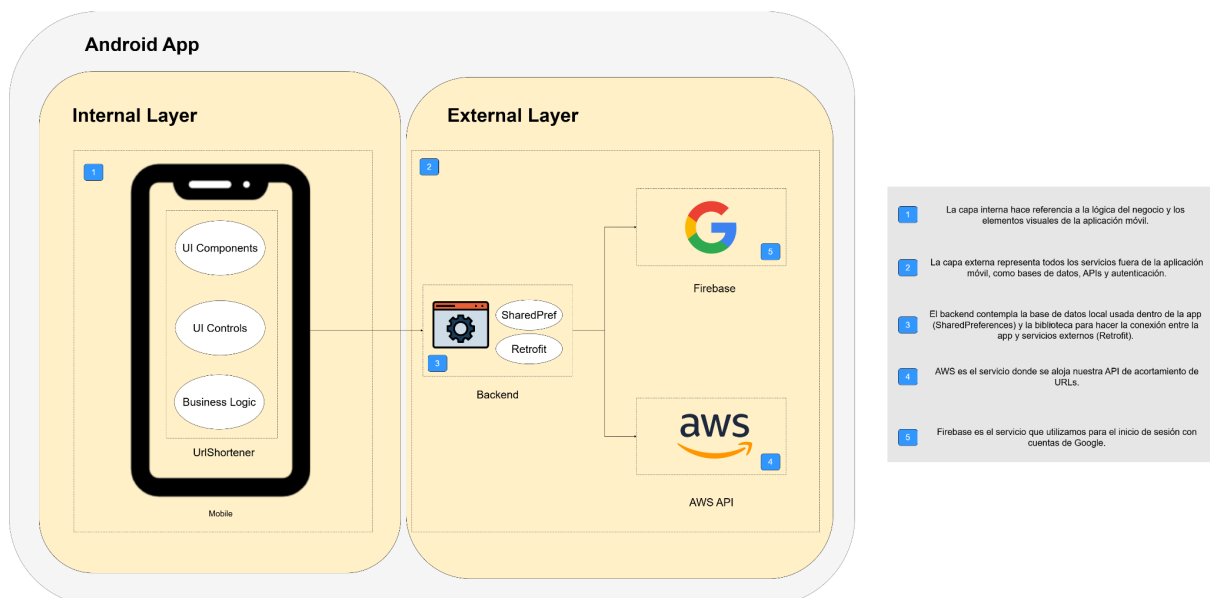 Android App
Internal Layer
External Layer
1
UI Components
UI Controls
Business Logic
UrlShortener
Mobile
2
SharedPref
Retrofit
3
Backend
5
Firebase
aws
4
AWS API
1
La capa interna hace referencia a la lógica del negocio y los
elementos visuales de la aplicación móvil.
2
La capa externa representa todos los servicios fuera de la aplicación
móvil, como bases de datos, APIs y autenticación.
3
El backend contempla la base de datos local usada dentro de la app
(SharedPreferences) y la biblioteca para hacer la conexión entre la
app y servicios externos (Retrofit).
4
AWS es el servicio donde se aloja nuestra API de acortamiento de
URLs.
5
Firebase es el servicio que utilizamos para el inicio de sesión con
cuentas de Google.